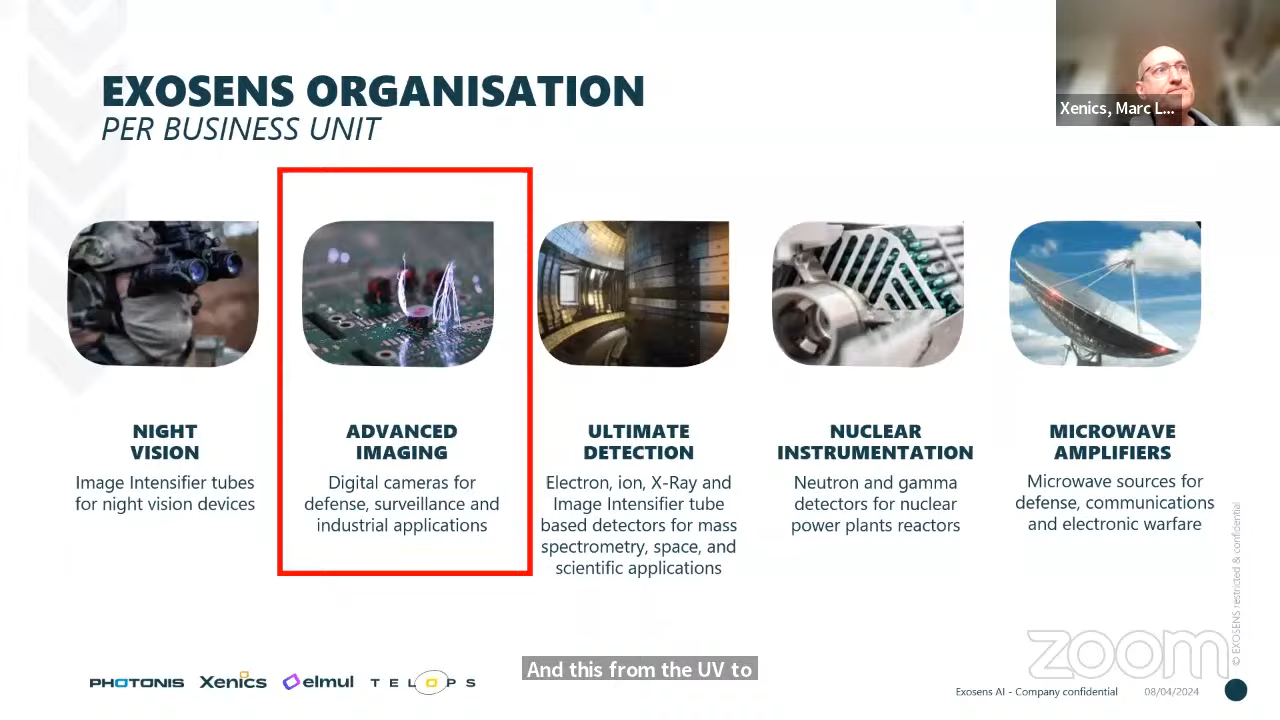 EXOSENS ORGANISATION
PER BUSINESS UNIT
Xenics, Marc L...
NIGHT
VISION
Image Intensifier tubes
for night vision devices
ADVANCED
IMAGING
Digital cameras for
defense, surveillance and
industrial applications
ULTIMATE
DETECTION
Electron, ion, X-Ray and
Image Intensifier tube
based detectors for mass
spectrometry, space, and
scientific applications
NUCLEAR
INSTRUMENTATION
Neutron and gamma
detectors for nuclear
power plants reactors
MICROWAVE
AMPLIFIERS
Microwave sources for
defense, communications
and electronic warfare
© EXOSENS restricted & confidential
zoom
And this from the UV to
PHOTONIS
Xenics
elmul
TELOPS
Exosens AI - Company confidential
08/04/2024